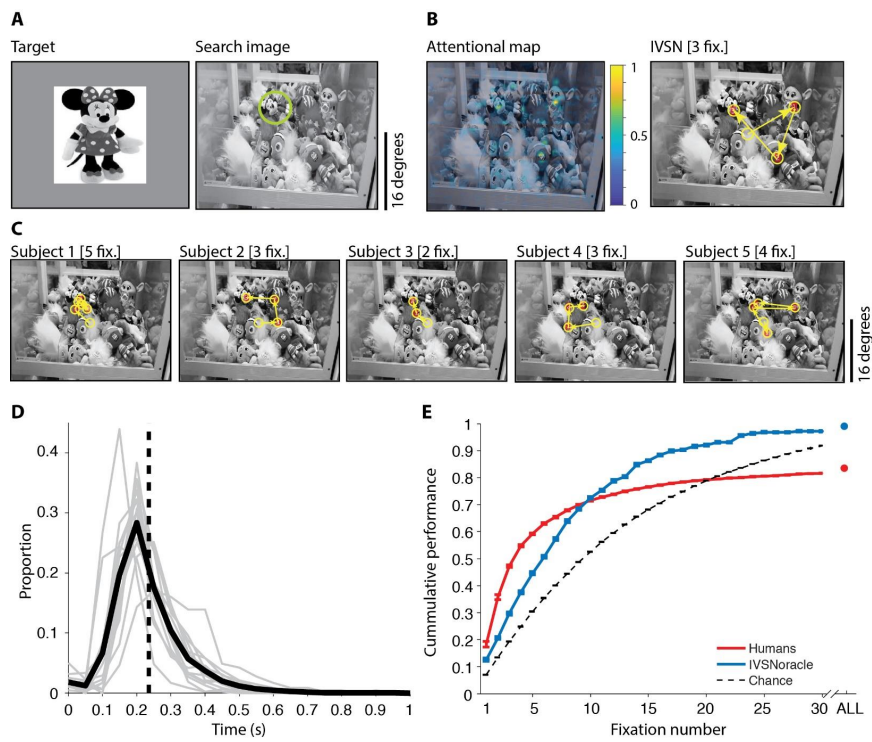 A
B
Target
Search image
Attentional map
IVSN [3 fix.]
1
0.5
0
16 degrees
C
Subject 1 [5 fix.]
Subject 2 [3 fix.]
Subject 3 [2 fix.]
Subject 4 [3 fix.]
Subject 5 [4 fix.]
16 degrees
D
0.4
0.3
0.2
0.1
0
Proportion
0 0.1 0.2 0.3 0.4 0.5 0.6 0.7 0.8 0.9 1
Time (s)
E
1
0.9
0.8
0.7
0.6
0.5
0.4
0.3
0.2
0.1
0
Cummulative performance
Humans
IVSNoracle
Chance
1 5 10 15 20 25 30 ALL
Fixation number